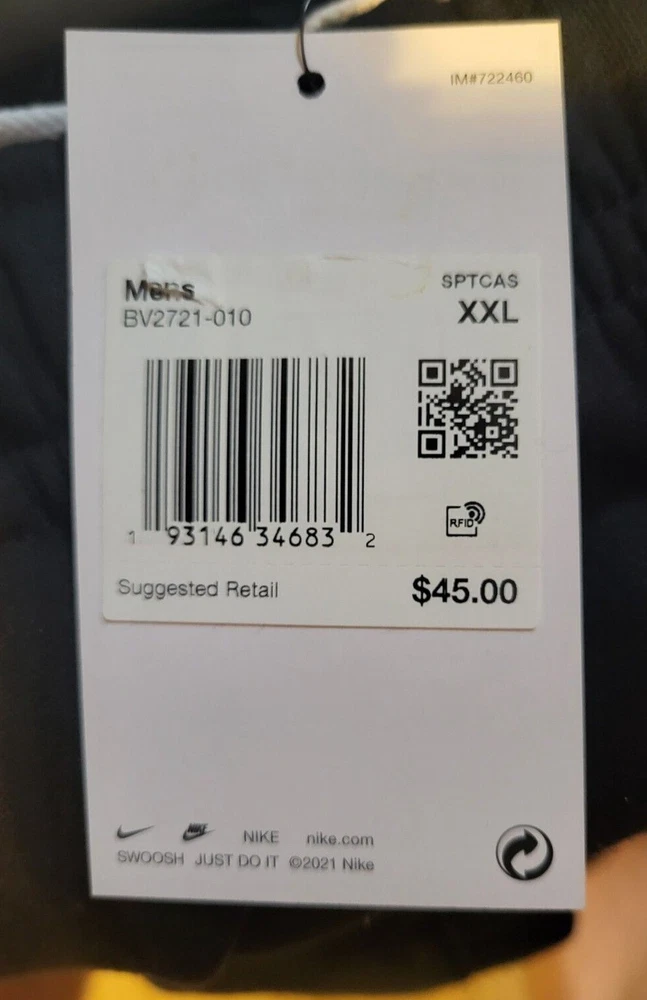 IM#722460
Mens
SPTCAS
BV2721-010
XXL
RFID
1 93146 34683 2
Suggested Retail
$45.00
NIKE nike.com
SWOOSH JUST DO IT ©2021 Nike